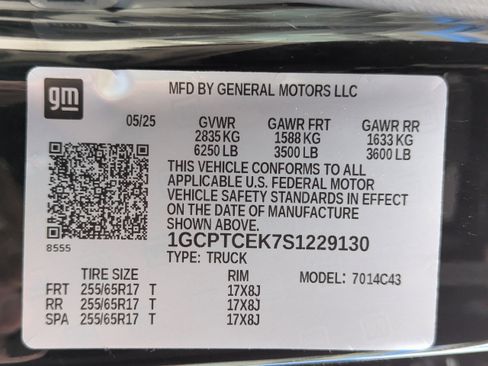 gm
MFD BY GENERAL MOTORS LLC
05/25 GVWR GAWR FRT GAWR RR
2835 KG 1588 KG 1633 KG
6250 LB 3500 LB 3600 LB
THIS VEHICLE CONFORMS TO ALL
APPLICABLE U.S. FEDERAL MOTOR
VEHICLE SAFETY STANDARDS IN EFFECT
ON THE DATE OF MANUFACTURE
SHOWN ABOVE.
8555
1GCPTCEK7S1229130
TYPE: TRUCK
TIRE SIZE RIM MODEL: 7014C43
FRT 255/65R17 T 17X8J
RR 255/65R17 T 17X8J
SPA 255/65R17 T 17X8J